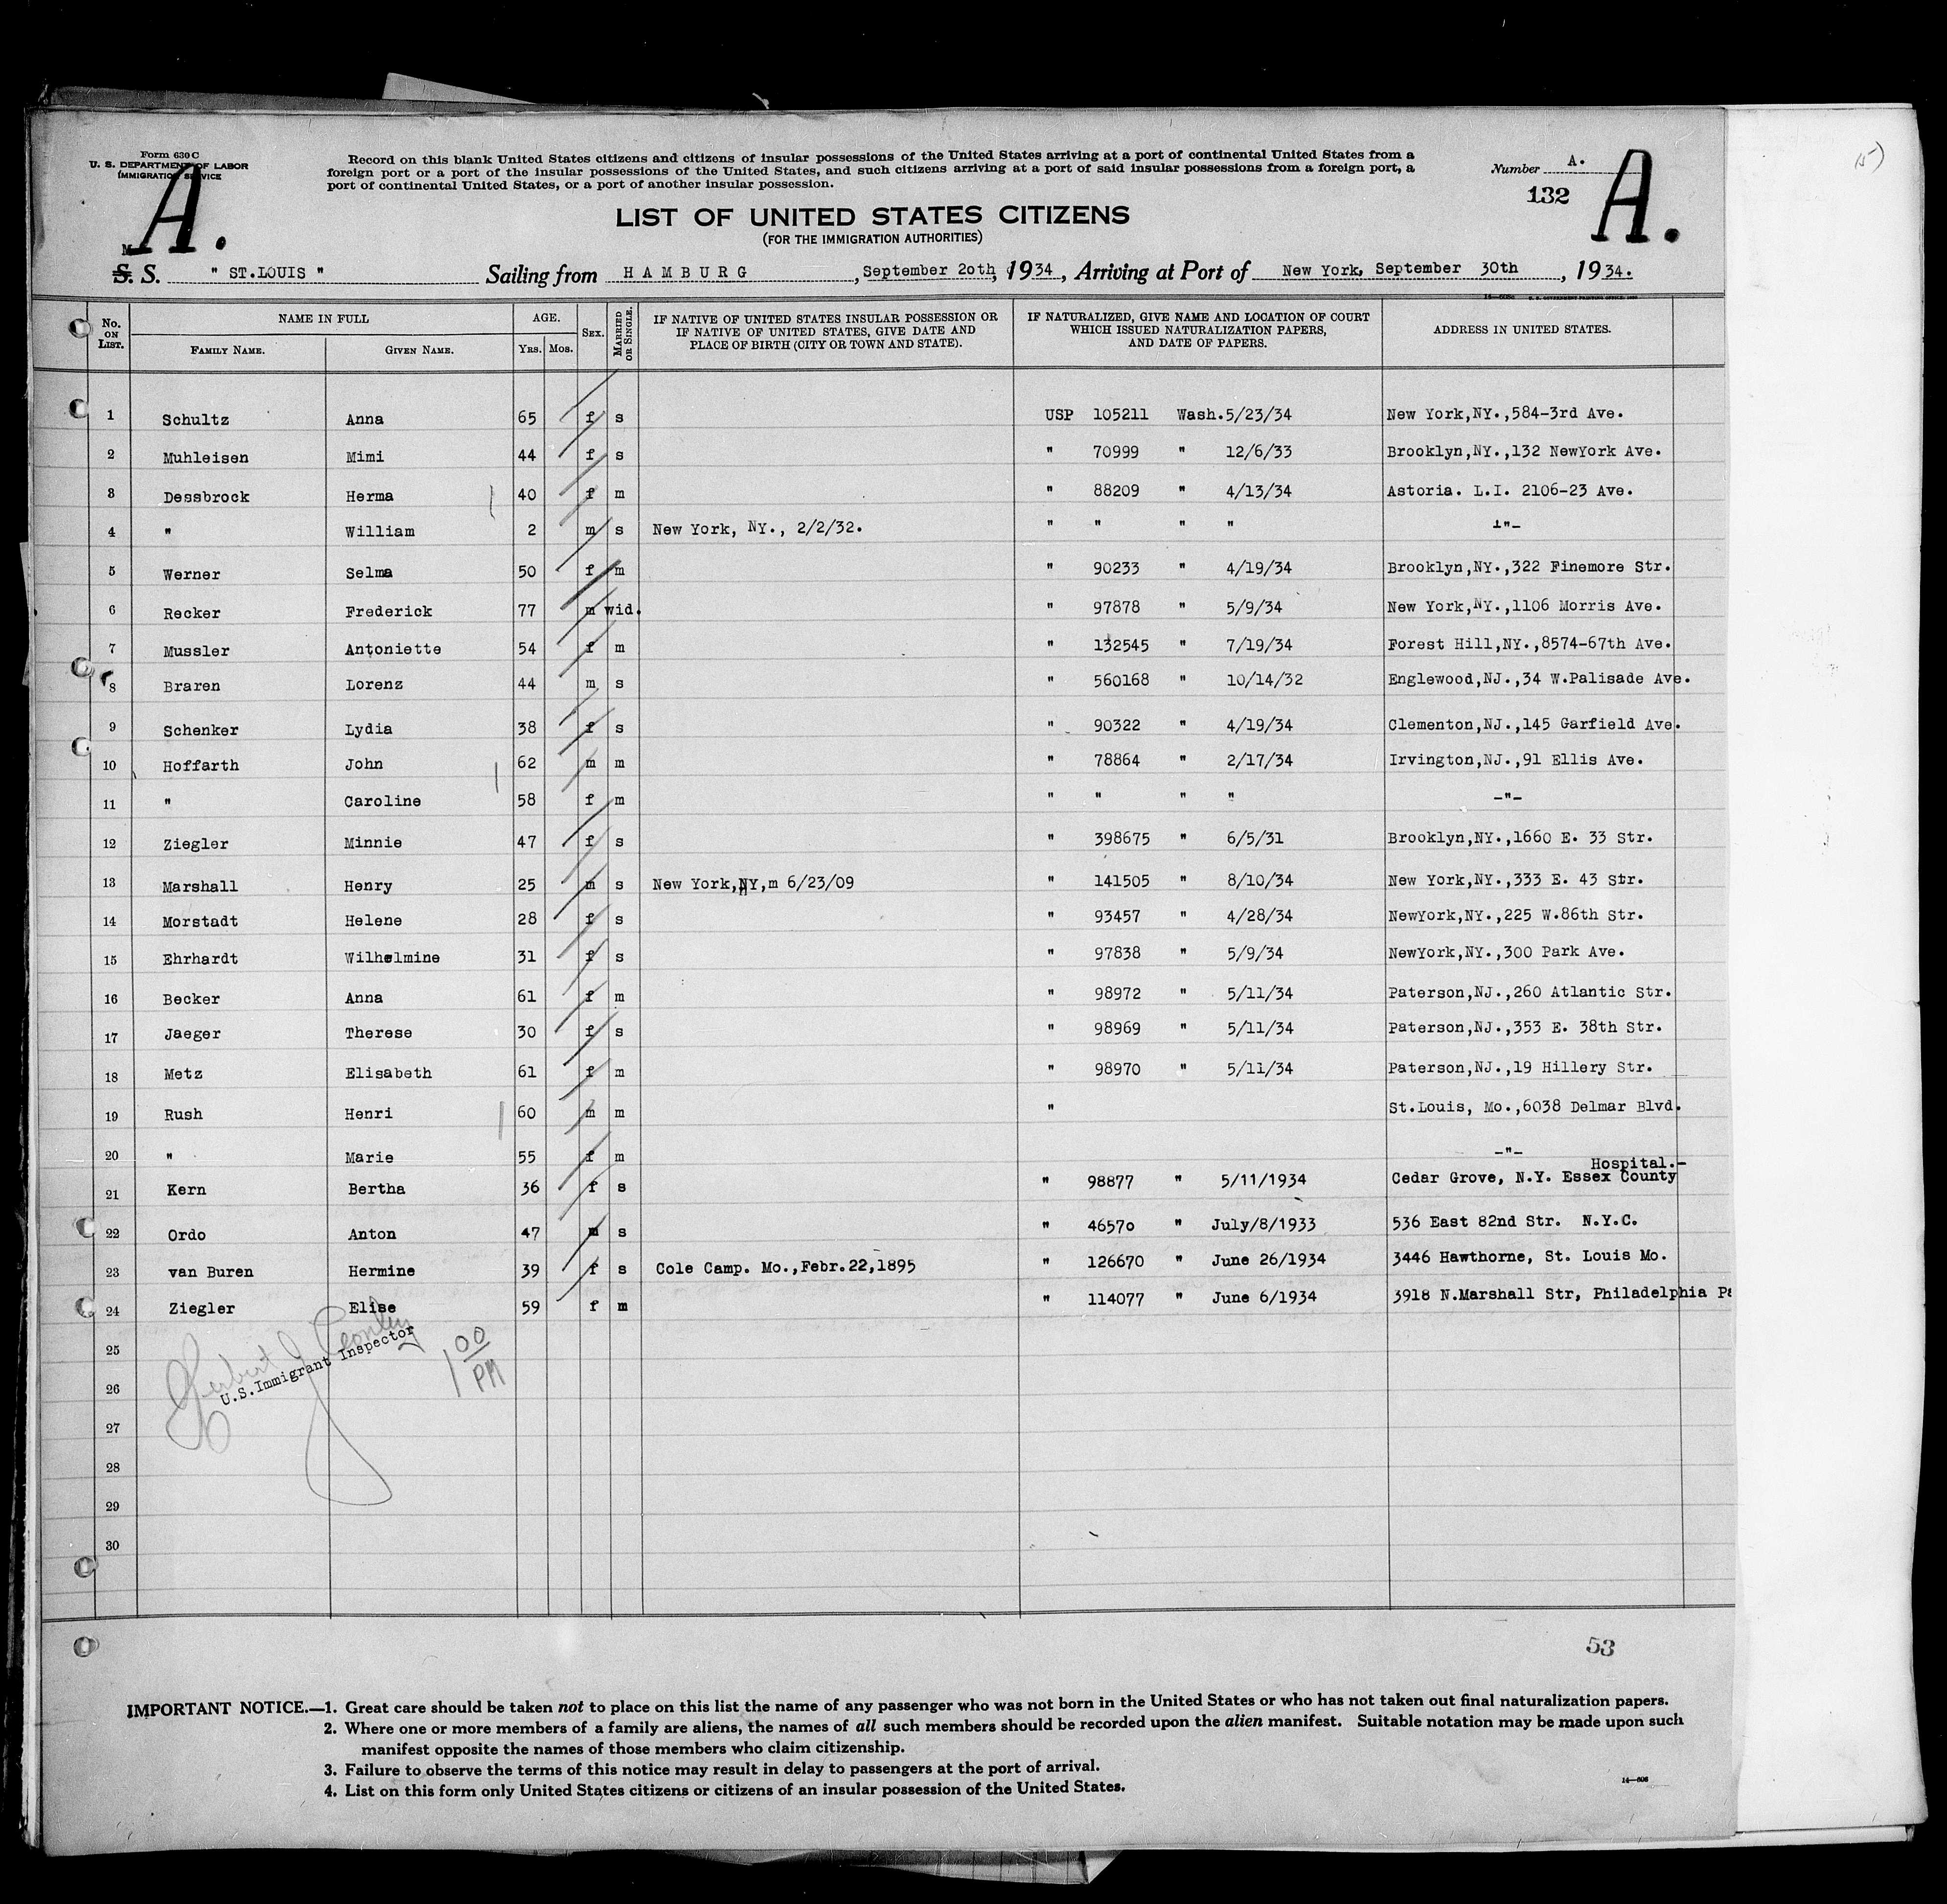 Form 630 C
U. S. DEPARTMENT OF LABOR
IMMIGRATION SERVICE
A.
Record on this blank United States citizens and citizens of insular possessions of the United States arriving at a port of continental United States from a
foreign port or a port of the insular possessions of the United States, and such citizens arriving at a port of said insular possessions from a foreign port, a
port of continental United States, or a port of another insular possession.
Number A.
132
A.
LIST OF UNITED STATES CITIZENS
(FOR THE IMMIGRATION AUTHORITIES)
M
S. S. " ST.LOUIS " Sailing from HAMBURG, September 20th, 1934, Arriving at Port of New York, September 30th, 1934.
No. ON LIST. NAME IN FULL FAMILY NAME. GIVEN NAME. AGE. YRS. MOS. SEX. MARRIED OR SINGLE. IF NATIVE OF UNITED STATES INSULAR POSSESSION OR IF NATIVE OF UNITED STATES, GIVE DATE AND PLACE OF BIRTH (CITY OR TOWN AND STATE). IF NATURALIZED, GIVE NAME AND LOCATION OF COURT WHICH ISSUED NATURALIZATION PAPERS, AND DATE OF PAPERS. ADDRESS IN UNITED STATES.
1 Schultz Anna 65 f s USP 105211 Wash.5/23/34 New York,NY.,584-3rd Ave.
2 Muhleisen Mimi 44 f s " 70999 " 12/6/33 Brooklyn,NY.,132 NewYork Ave.
3 Dessbrock Herma 40 f m " 88209 " 4/13/34 Astoria. L.I. 2106-23 Ave.
4 " William 2 m s New York, NY., 2/2/32. " " " " -"-
5 Werner Selma 50 f m " 90233 " 4/19/34 Brooklyn,NY.,322 Finemore Str.
6 Recker Frederick 77 m wid. " 97878 " 5/9/34 New York,NY.,1106 Morris Ave.
7 Mussler Antoniette 54 f m " 132545 " 7/19/34 Forest Hill,NY.,8574-67th Ave.
8 Braren Lorenz 44 m s " 560168 " 10/14/32 Englewood,NJ.,34 W.Palisade Ave.
9 Schenker Lydia 38 f s " 90322 " 4/19/34 Clementon,NJ.,145 Garfield Ave.
10 Hoffarth John 62 m m " 78864 " 2/17/34 Irvington,NJ.,91 Ellis Ave.
11 " Caroline 58 f m " " " " -"-
12 Ziegler Minnie 47 f s " 398675 " 6/5/31 Brooklyn,NY.,1660 E. 33 Str.
13 Marshall Henry 25 m s New York,NY,m 6/23/09 " 141505 " 8/10/34 New York,NY.,333 E. 43 Str.
14 Morstadt Helene 28 f s " 93457 " 4/28/34 NewYork,NY.,225 W.86th Str.
15 Ehrhardt Wilhelmine 31 f s " 97838 " 5/9/34 NewYork,NY.,300 Park Ave.
16 Becker Anna 61 f m " 98972 " 5/11/34 Paterson,NJ.,260 Atlantic Str.
17 Jaeger Therese 30 f s " 98969 " 5/11/34 Paterson,NJ.,353 E. 38th Str.
18 Metz Elisabeth 61 f m " 98970 " 5/11/34 Paterson,NJ.,19 Hillery Str.
19 Rush Henri 60 m m " St.Louis, Mo.,6038 Delmar Blvd.
20 " Marie 55 f m -"-
Hospital.-
21 Kern Bertha 36 f s " 98877 " 5/11/1934 Cedar Grove, N.Y. Essex County
22 Ordo Anton 47 m s " 46570 " July/8/1933 536 East 82nd Str. N.Y.C.
23 van Buren Hermine 39 f s Cole Camp. Mo.,Febr.22,1895 " 126670 " June 26/1934 3446 Hawthorne, St. Louis Mo.
24 Ziegler Elise 59 f m " 114077 " June 6/1934 3918 N.Marshall Str, Philadelphia Pa
25
U.S.Immigrant Inspector
1 00 PM
26
27
28
29
30
53
IMPORTANT NOTICE.—1. Great care should be taken not to place on this list the name of any passenger who was not born in the United States or who has not taken out final naturalization papers.
2. Where one or more members of a family are aliens, the names of all such members should be recorded upon the alien manifest. Suitable notation may be made upon such
manifest opposite the names of those members who claim citizenship.
3. Failure to observe the terms of this notice may result in delay to passengers at the port of arrival.
4. List on this form only United States citizens or citizens of an insular possession of the United States.
14—608